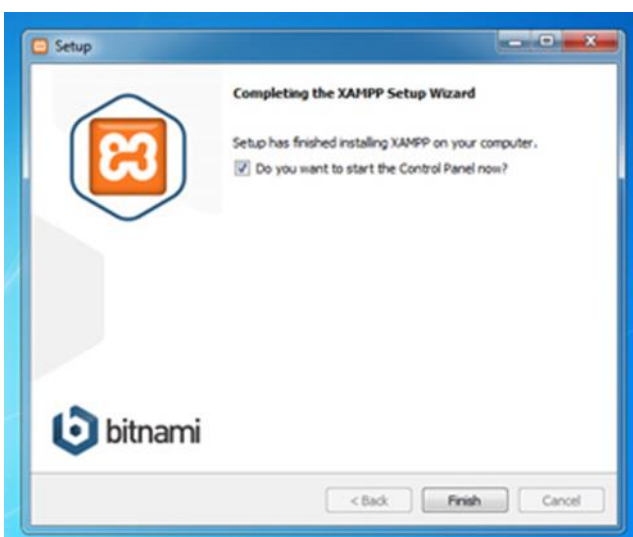 Setup
Completing the XAMPP Setup Wizard
Setup has finished installing XAMPP on your computer.
Do you want to start the Control Panel now?
bitnami
< Back
Finish
Cancel